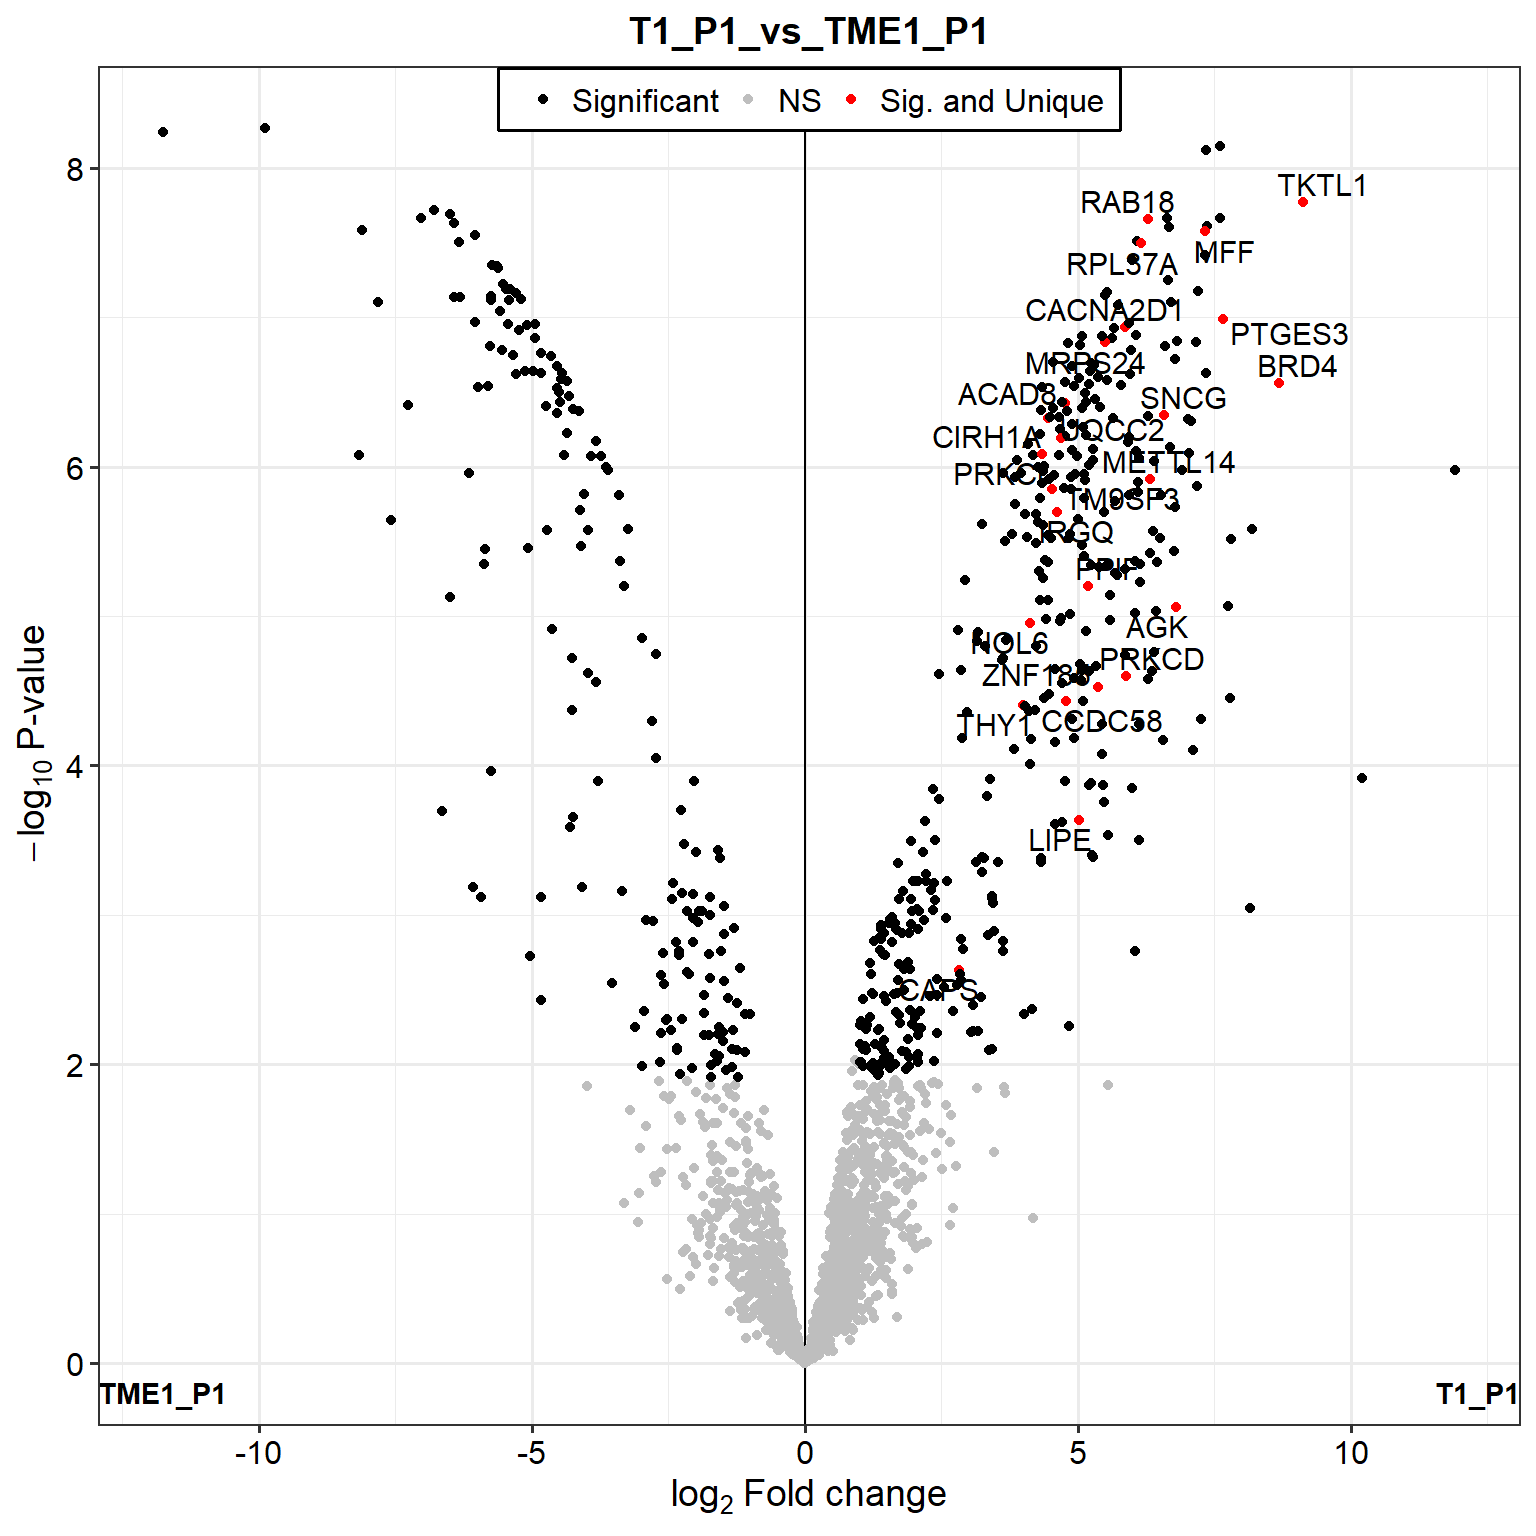 T1_P1_vs_TME1_P1
Significant NS Sig. and Unique
TKTL1
RAB18
MFF
RPL37A
CACNA2D1
PTGES3
MRPS24
BRD4
ACAD8
SNCG
CIRH1A
UQCC2
METTL14
TM9SF3
PPIF
AGK
NOL6
PRKCD
THY1
CCDC58
LIPE
CAPS
8
6
4
2
0
−log10 P-value
TME1_P1
T1_P1
-10 -5 0 5 10
log2 Fold change